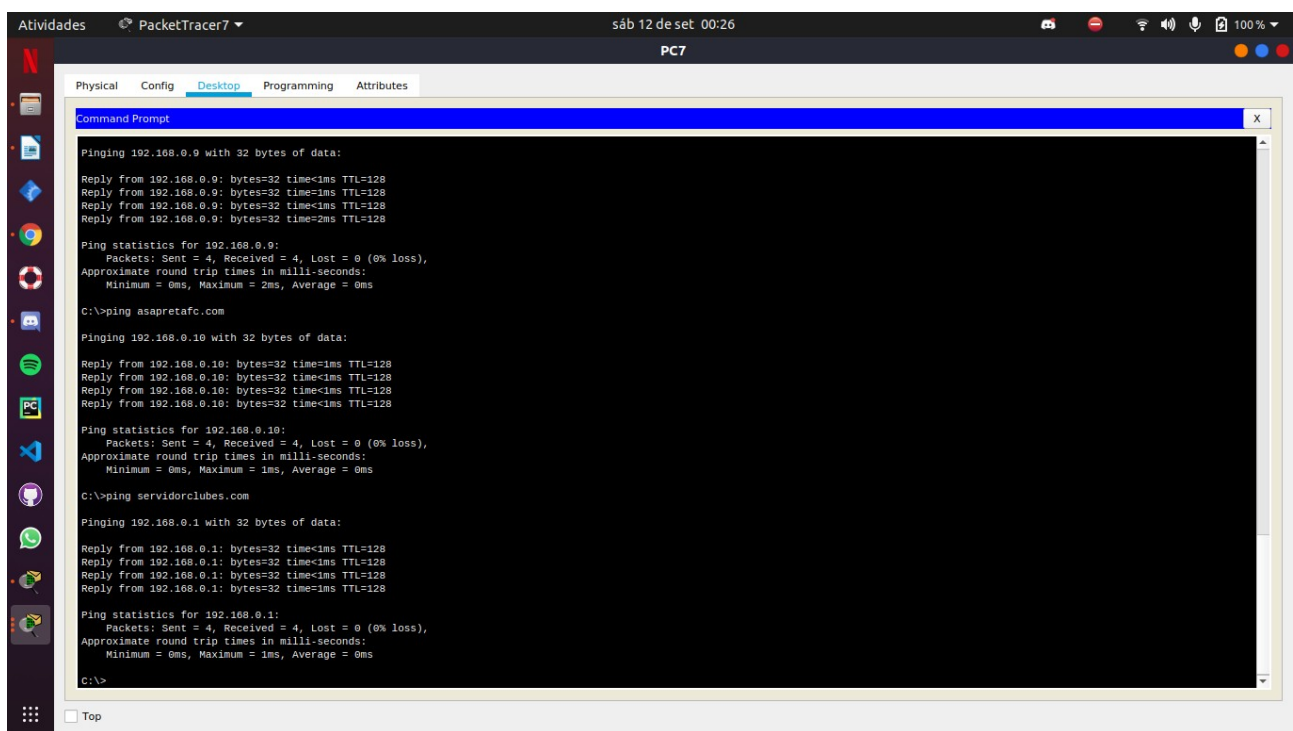 Atividades PacketTracer7 sáb 12 de set 00:26 100 %
PC7
Physical Config Desktop Programming Attributes
Command Prompt X
Pinging 192.168.0.9 with 32 bytes of data:
Reply from 192.168.0.9: bytes=32 time<1ms TTL=128
Reply from 192.168.0.9: bytes=32 time=1ms TTL=128
Reply from 192.168.0.9: bytes=32 time<1ms TTL=128
Reply from 192.168.0.9: bytes=32 time=2ms TTL=128
Ping statistics for 192.168.0.9:
Packets: Sent = 4, Received = 4, Lost = 0 (0% loss),
Approximate round trip times in milli-seconds:
Minimum = 0ms, Maximum = 2ms, Average = 0ms
C:\>ping asapretafc.com
Pinging 192.168.0.10 with 32 bytes of data:
Reply from 192.168.0.10: bytes=32 time=1ms TTL=128
Reply from 192.168.0.10: bytes=32 time<1ms TTL=128
Reply from 192.168.0.10: bytes=32 time<1ms TTL=128
Reply from 192.168.0.10: bytes=32 time<1ms TTL=128
Ping statistics for 192.168.0.10:
Packets: Sent = 4, Received = 4, Lost = 0 (0% loss),
Approximate round trip times in milli-seconds:
Minimum = 0ms, Maximum = 1ms, Average = 0ms
C:\>ping servidorclubes.com
Pinging 192.168.0.1 with 32 bytes of data:
Reply from 192.168.0.1: bytes=32 time<1ms TTL=128
Reply from 192.168.0.1: bytes=32 time<1ms TTL=128
Reply from 192.168.0.1: bytes=32 time<1ms TTL=128
Reply from 192.168.0.1: bytes=32 time=1ms TTL=128
Ping statistics for 192.168.0.1:
Packets: Sent = 4, Received = 4, Lost = 0 (0% loss),
Approximate round trip times in milli-seconds:
Minimum = 0ms, Maximum = 1ms, Average = 0ms
C:\>
Top